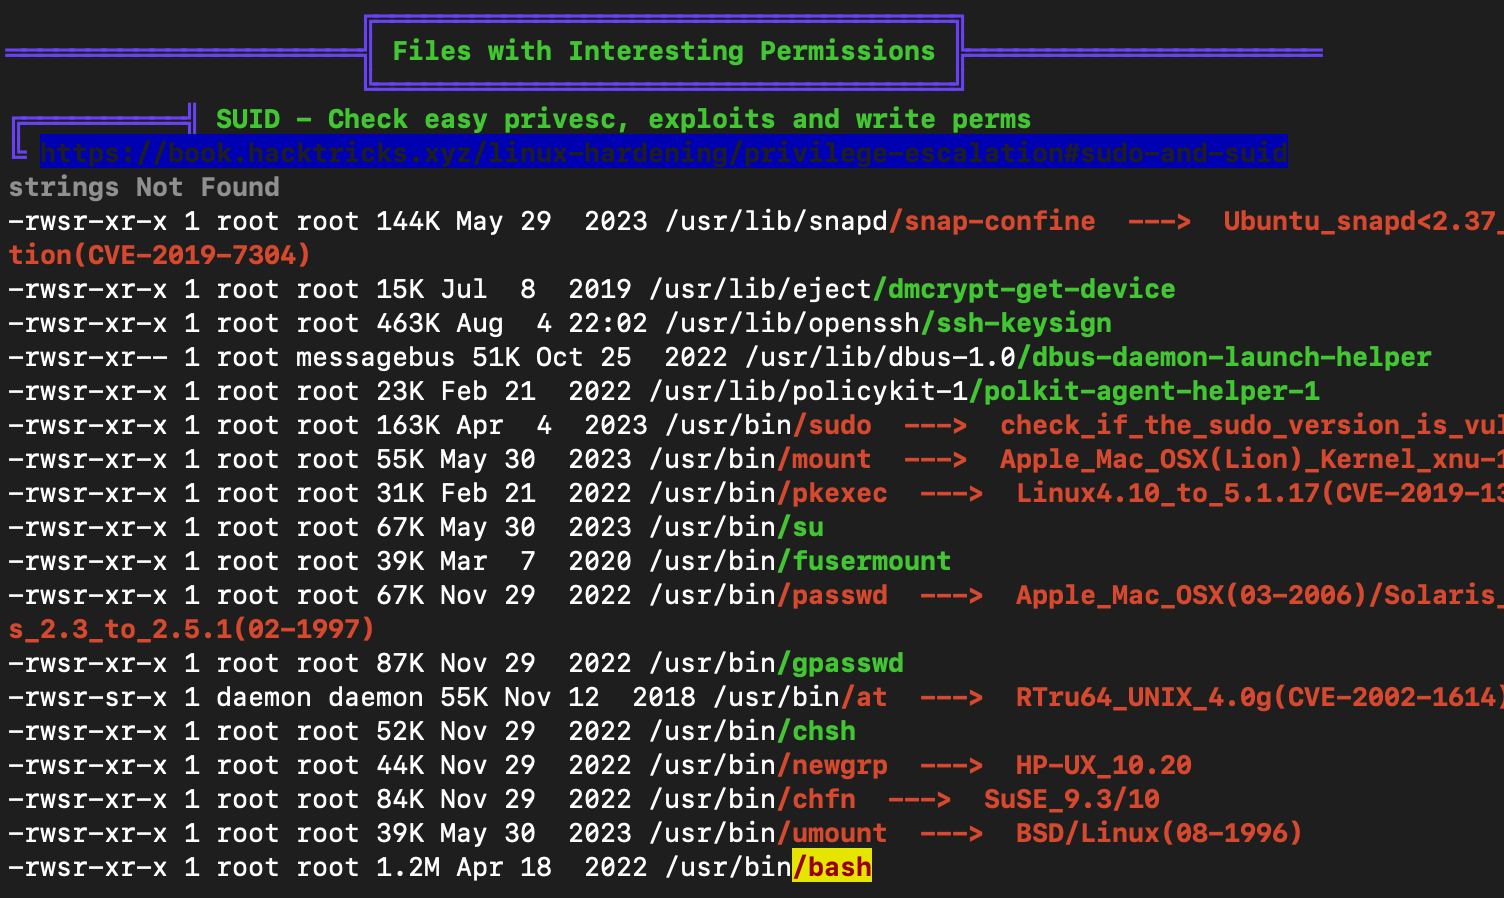 Files with Interesting Permissions
SUID - Check easy privesc, exploits and write perms
https://book.hacktricks.xyz/linux-hardening/privilege-escalation#sudo-and-suid
strings Not Found
-rwsr-xr-x 1 root root 144K May 29  2023 /usr/lib/snapd/snap-confine  --->  Ubuntu_snapd<2.37_
tion(CVE-2019-7304)
-rwsr-xr-x 1 root root 15K Jul  8  2019 /usr/lib/eject/dmcrypt-get-device
-rwsr-xr-x 1 root root 463K Aug  4 22:02 /usr/lib/openssh/ssh-keysign
-rwsr-xr-- 1 root messagebus 51K Oct 25  2022 /usr/lib/dbus-1.0/dbus-daemon-launch-helper
-rwsr-xr-x 1 root root 23K Feb 21  2022 /usr/lib/policykit-1/polkit-agent-helper-1
-rwsr-xr-x 1 root root 163K Apr  4  2023 /usr/bin/sudo  --->  check_if_the_sudo_version_is_vul
-rwsr-xr-x 1 root root 55K May 30  2023 /usr/bin/mount  --->  Apple_Mac_OSX(Lion)_Kernel_xnu-1
-rwsr-xr-x 1 root root 31K Feb 21  2022 /usr/bin/pkexec  --->  Linux4.10_to_5.1.17(CVE-2019-13
-rwsr-xr-x 1 root root 67K May 30  2023 /usr/bin/su
-rwsr-xr-x 1 root root 39K Mar  7  2020 /usr/bin/fusermount
-rwsr-xr-x 1 root root 67K Nov 29  2022 /usr/bin/passwd  --->  Apple_Mac_OSX(03-2006)/Solaris_
s_2.3_to_2.5.1(02-1997)
-rwsr-xr-x 1 root root 87K Nov 29  2022 /usr/bin/gpasswd
-rwsr-sr-x 1 daemon daemon 55K Nov 12  2018 /usr/bin/at  --->  RTru64_UNIX_4.0g(CVE-2002-1614)
-rwsr-xr-x 1 root root 52K Nov 29  2022 /usr/bin/chsh
-rwsr-xr-x 1 root root 44K Nov 29  2022 /usr/bin/newgrp  --->  HP-UX_10.20
-rwsr-xr-x 1 root root 84K Nov 29  2022 /usr/bin/chfn  --->  SuSE_9.3/10
-rwsr-xr-x 1 root root 39K May 30  2023 /usr/bin/umount  --->  BSD/Linux(08-1996)
-rwsr-xr-x 1 root root 1.2M Apr 18  2022 /usr/bin/bash